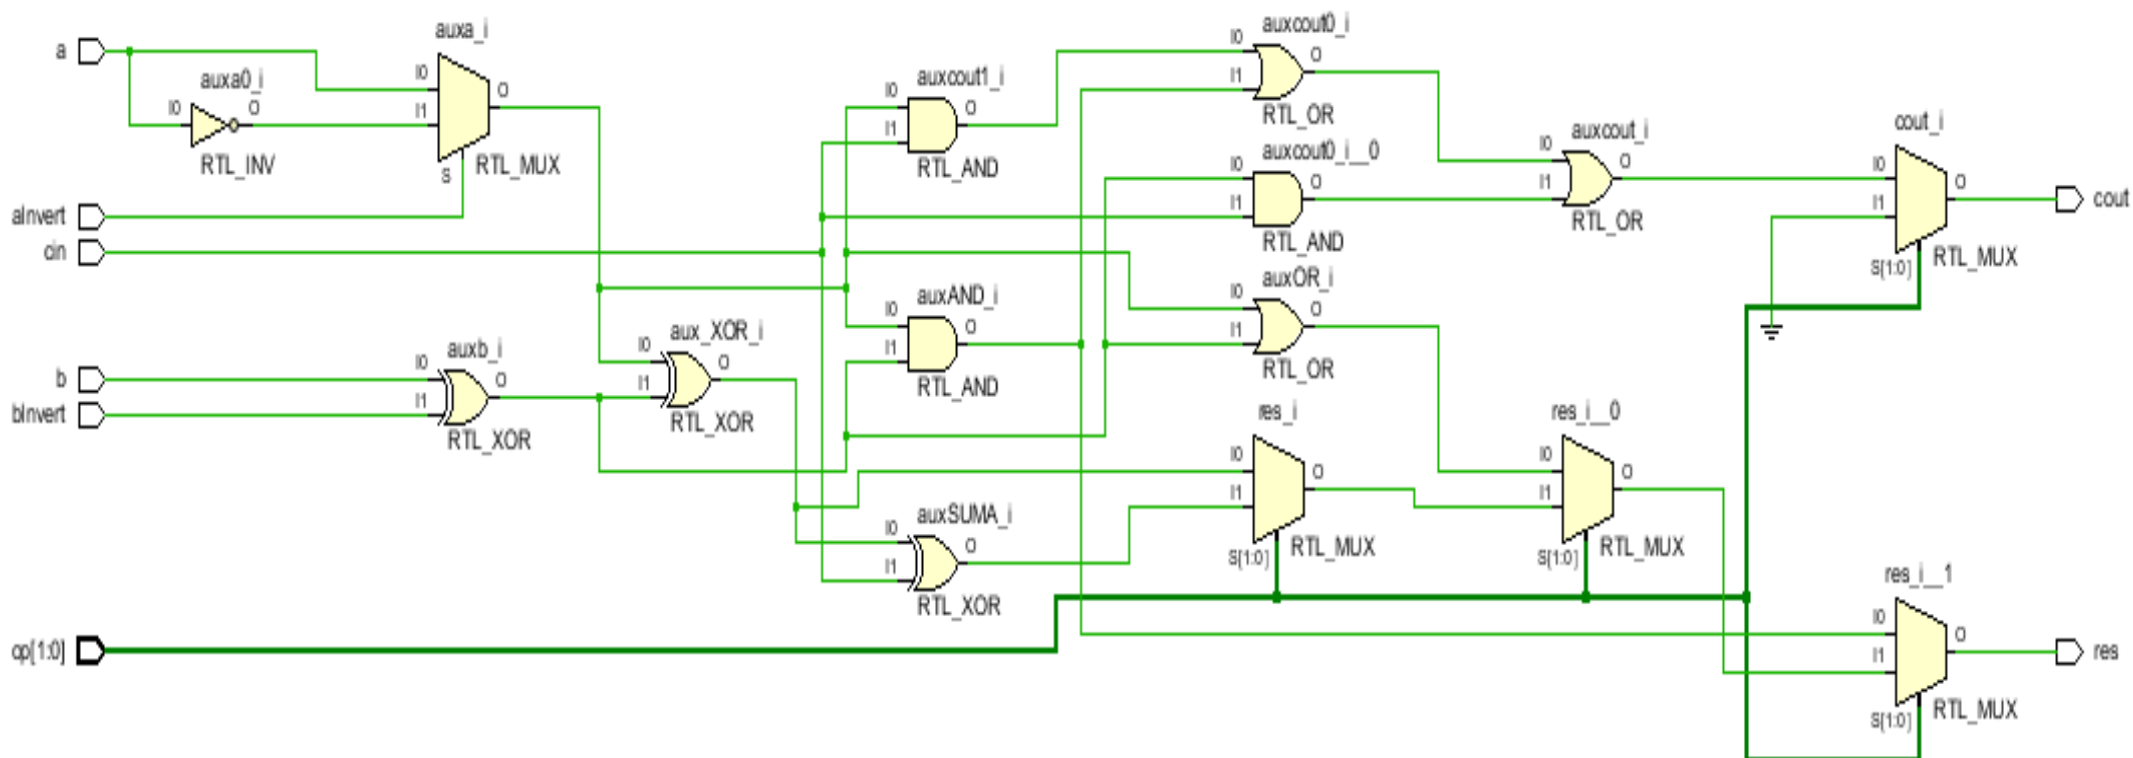 a
auxa0_i
I0
O
RTL_INV
auxa_i
I0
I1
O
S
RTL_MUX
aInvert
cin
b
bInvert
auxb_i
I0
I1
O
RTL_XOR
aux_XOR_i
I0
I1
O
RTL_XOR
auxcout1_i
I0
I1
O
RTL_AND
auxAND_i
I0
I1
O
RTL_AND
auxSUMA_i
I0
I1
O
RTL_XOR
auxcout0_i
I0
I1
O
RTL_OR
auxcout0_i__0
I0
I1
O
RTL_AND
auxOR_i
I0
I1
O
RTL_OR
res_i
I0
I1
O
S[1:0]
RTL_MUX
auxcout_i
I0
I1
O
RTL_OR
res_i__0
I0
I1
O
S[1:0]
RTL_MUX
cout_i
I0
I1
O
S[1:0]
RTL_MUX
cout
res_i__1
I0
I1
O
S[1:0]
RTL_MUX
res
op[1:0]